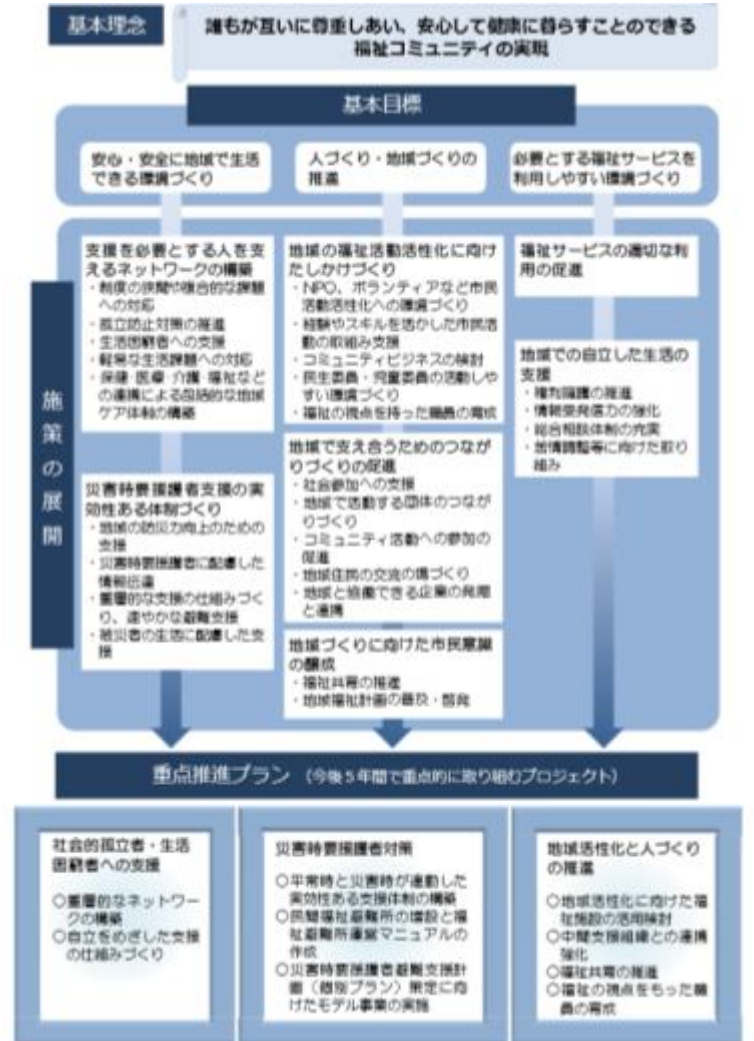 基本理念
誰もが互いに尊重しあい、安心して健康に暮らすことのできる
福祉コミュニティの実現
基本目標
安心・安全に地域で生活
できる環境づくり
人づくり・地域づくりの
推進
必要とする福祉サービスを
利用しやすい環境づくり
施策の展開
支援を必要とする人を支
えるネットワークの構築
・制度の狭間や複合的な課題
への対応
・孤立防止対策の推進
・生活困窮者への支援
・軽易な生活課題への対応
・保健・医療・介護・福祉など
の連携による包括的な地域
ケア体制の構築
災害時要援護者支援の実
効性ある体制づくり
・地域の防災力向上のための
支援
・災害時要援護者に配慮した
情報伝達
・重層的な支援の仕組みづく
り、速やかな避難支援
・被災者の生活に配慮した支
援
地域の福祉活動活性化に向け
たしかけづくり
・NPO、ボランティアなど市民
活動活性化への環境づくり
・経験やスキルを活かした市民活
動の取組み支援
・コミュニティビジネスの検討
・民生委員・児童委員の活動しや
すい環境づくり
・福祉の視点を持った職員の育成
地域で支え合うためのつなが
りづくりの促進
・社会参加への支援
・地域で活動する団体のつなが
りづくり
・コミュニティ活動への参加の
促進
・地域住民の交流の場づくり
・地域と協働できる企業の発掘
と連携
地域づくりに向けた市民意識
の醸成
・福祉共育の推進
・地域福祉計画の普及・啓発
福祉サービスの適切な利
用の促進
地域での自立した生活の
支援
・権利擁護の推進
・情報受発信力の強化
・総合相談体制の充実
・苦情調整等に向けた取り
組み
重点推進プラン（今後５年間で重点的に取り組むプロジェクト）
社会的孤立者・生活
困窮者への支援
○重層的なネットワー
クの構築
○自立をめざした支援
の仕組みづくり
災害時要援護者対策
○平常時と災害時が連動した
実効性ある支援体制の構築
○民間福祉避難所の増設と福
祉避難所運営マニュアルの
作成
○災害時要援護者避難支援計
画（個別プラン）策定に向
けたモデル事業の実施
地域活性化と人づくり
の推進
○地域活性化に向けた福
祉施設の活用検討
○中間支援組織との連携
強化
○福祉共育の推進
○福祉の視点をもった職
員の育成